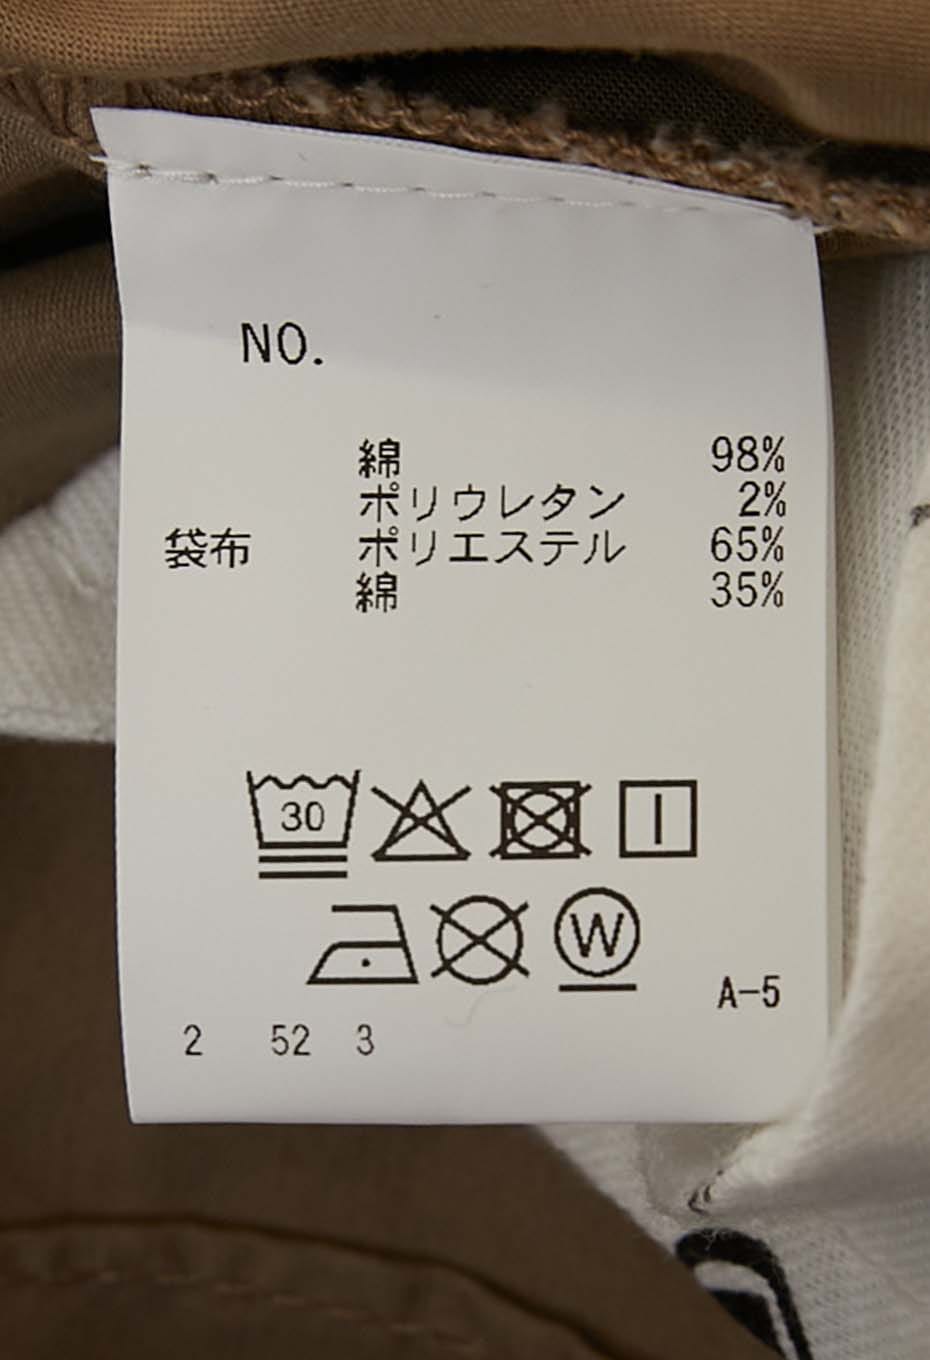 NO.
綿 98%
ポリウレタン 2%
袋布 ポリエステル 65%
綿 35%
30
W
A-5
2 52 3